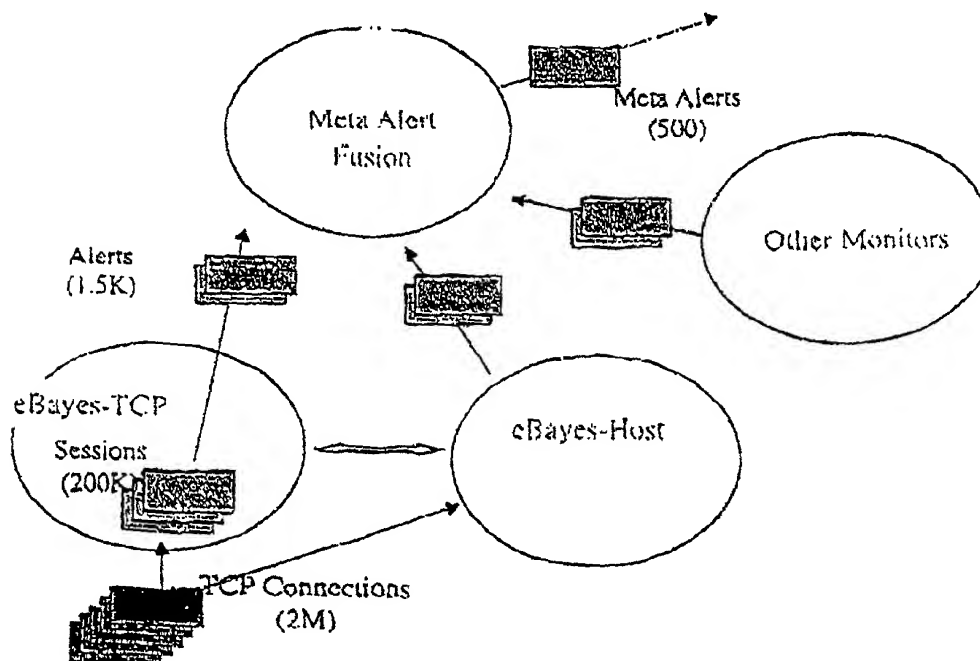 Meta Alert
Fusion
Meta Alerts
(500)
Other Monitors
Alerts
(1.5K)
eBayes-TCP
Sessions
(200K)
eBayes-Host
TCP Connections
(2M)